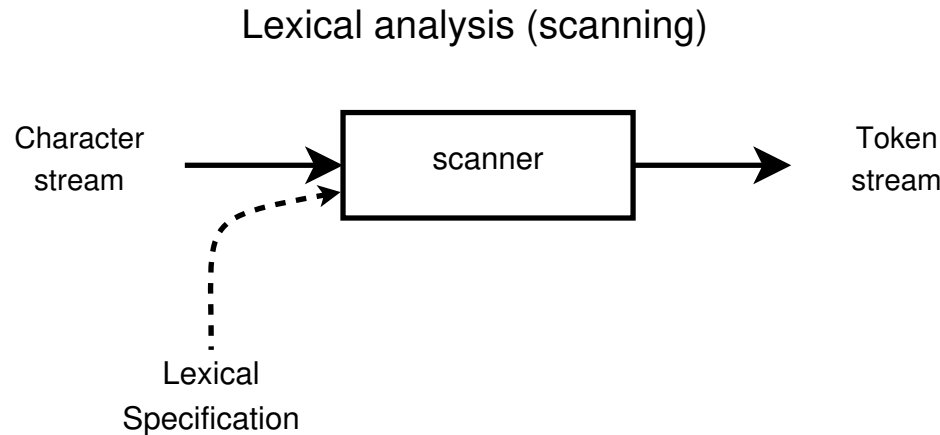 Lexical analysis (scanning)
Character
stream
scanner
Token
stream
Lexical
Specification